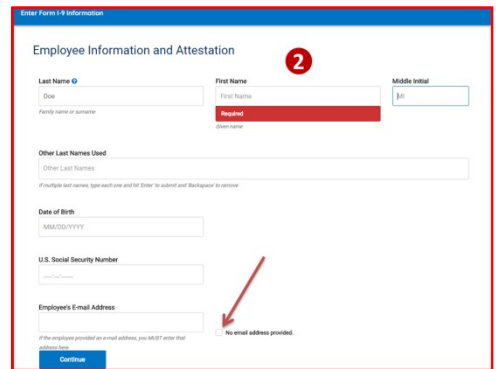 Enter Form I-9 Information
Employee Information and Attestation
2
Last Name
First Name
Middle Initial
Doe
First Name
MI
Required
Family name or surname
Given name
Other Last Names Used
Other Last Names
If multiple last names, type each one and hit 'Enter' to submit and 'Backspace' to remove
Date of Birth
MM/DD/YYYY
U.S. Social Security Number
___-__-____
Employee's E-mail Address
No email address provided.
If the employee provided an e-mail address, you MUST enter that
address here.
Continue